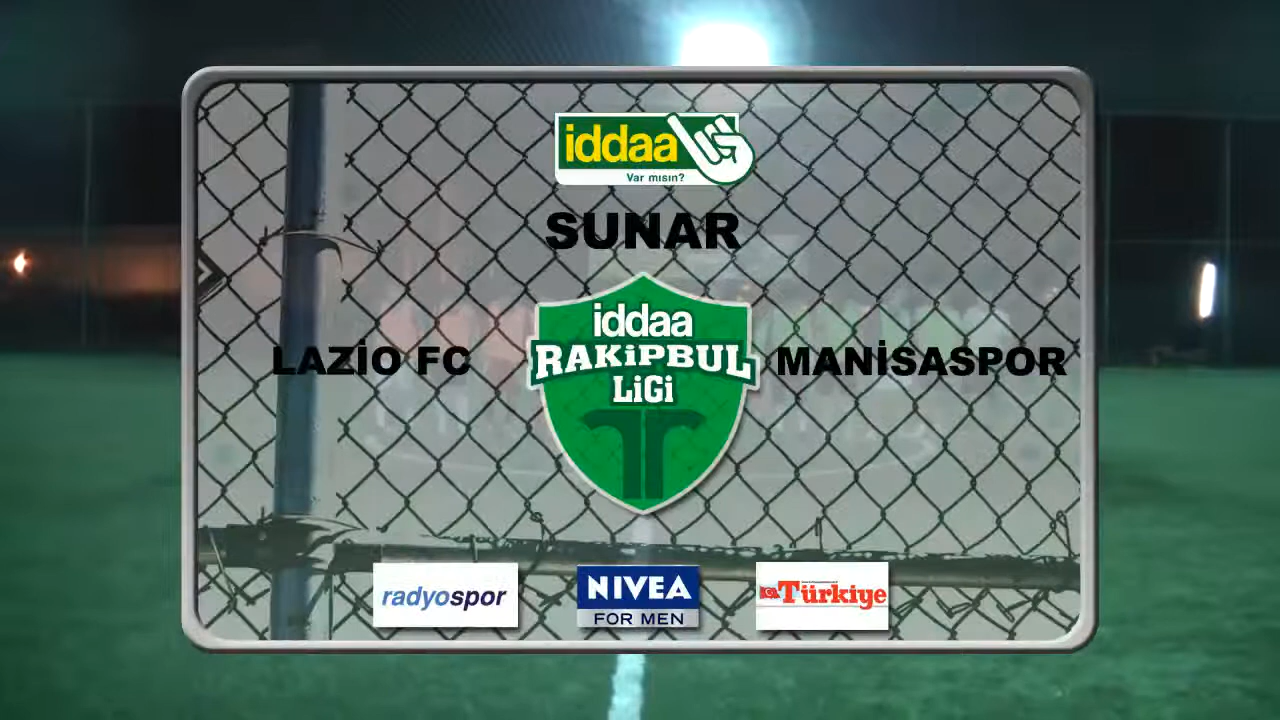 iddaa
Var mısın?
SUNAR
LAZİO FC
iddaa
RAKiPBUL
LiGi
MANİSASPOR
radyospor
NIVEA
FOR MEN
Türkiye